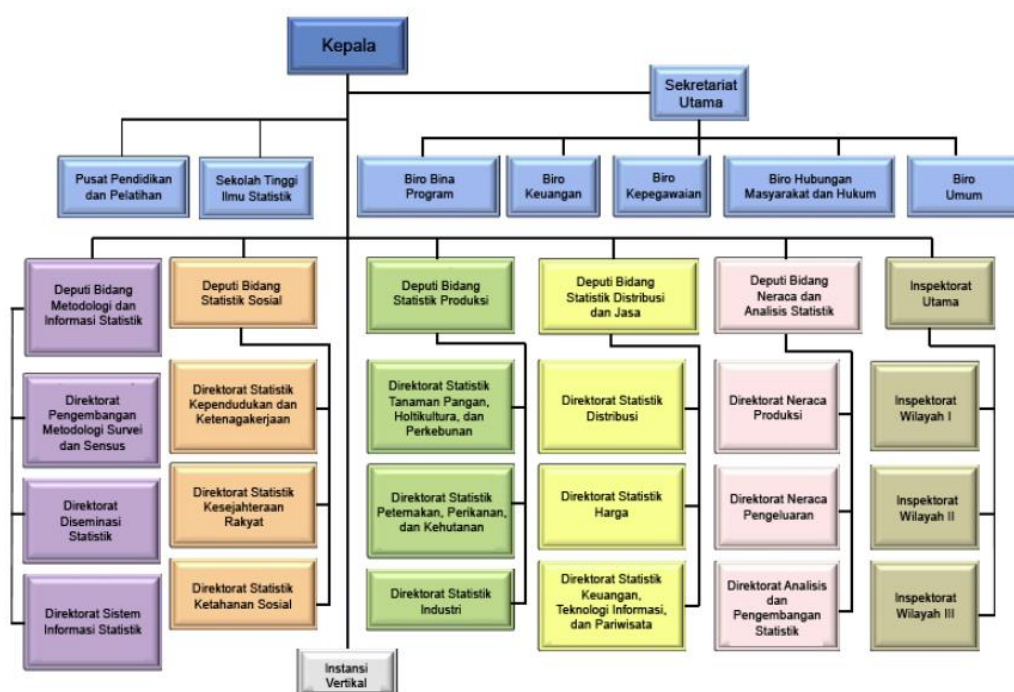 Kepala
Sekretariat
Utama
Pusat Pendidikan
dan Pelatihan
Sekolah Tinggi
Ilmu Statistik
Biro Bina
Program
Biro
Keuangan
Biro
Kepegawaian
Biro Hubungan
Masyarakat dan Hukum
Biro
Umum
Deputi Bidang
Metodologi dan
Informasi Statistik
Deputi Bidang
Statistik Sosial
Deputi Bidang
Statistik Produksi
Deputi Bidang
Statistik Distribusi
dan Jasa
Deputi Bidang
Neraca dan
Analisis Statistik
Inspektorat
Utama
Direktorat
Pengembangan
Metodologi Survei
dan Sensus
Direktorat Statistik
Kependudukan dan
Ketenagakerjaan
Direktorat Statistik
Tanaman Pangan,
Holtikultura, dan
Perkebunan
Direktorat Statistik
Distribusi
Direktorat Neraca
Produksi
Inspektorat
Wilayah I
Direktorat
Diseminasi
Statistik
Direktorat Statistik
Kesejahteraan
Rakyat
Direktorat Statistik
Peternakan, Perikanan,
dan Kehutanan
Direktorat Statistik
Harga
Direktorat Neraca
Pengeluaran
Inspektorat
Wilayah II
Direktorat Sistem
Informasi Statistik
Direktorat Statistik
Ketahanan Sosial
Direktorat Statistik
Industri
Direktorat Statistik
Keuangan,
Teknologi Informasi,
dan Pariwisata
Direktorat Analisis
dan
Pengembangan
Statistik
Inspektorat
Wilayah III
Instansi
Vertikal